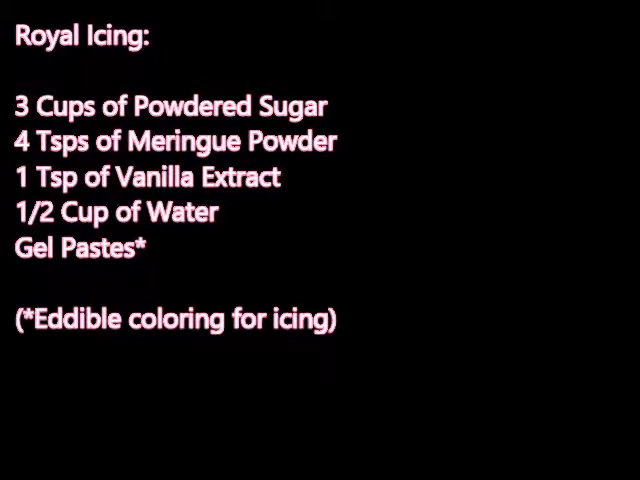 Royal Icing:
3 Cups of Powdered Sugar
4 Tsps of Meringue Powder
1 Tsp of Vanilla Extract
1/2 Cup of Water
Gel Pastes*
(*Eddible coloring for icing)